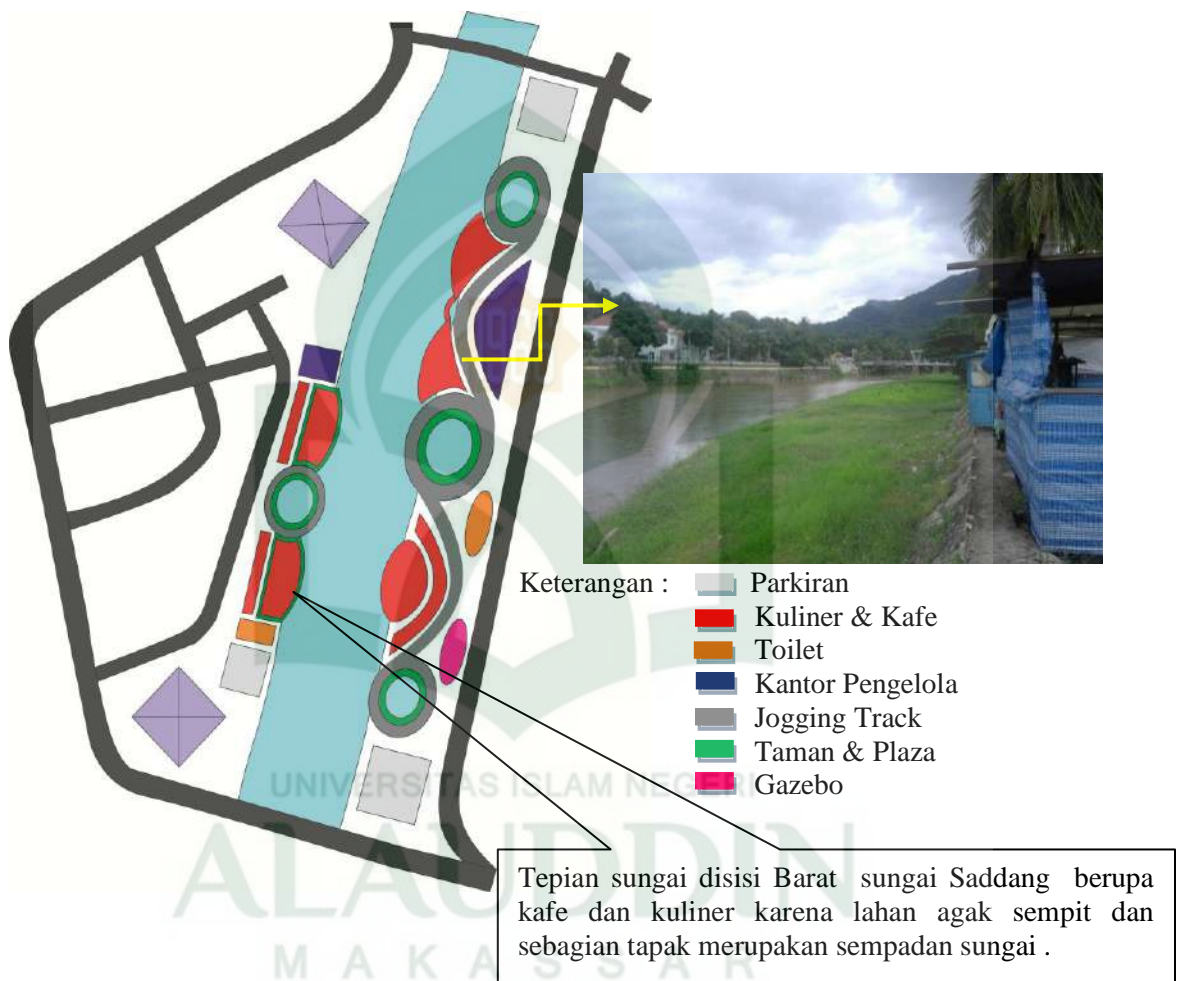 Keterangan :
Parkiran
Kuliner & Kafe
Toilet
Kantor Pengelola
Jogging Track
Taman & Plaza
Gazebo
UNIVERSITAS ISLAM NEGERI
ALAUDDIN
MAKASSAR
Tepian sungai disisi Barat sungai Saddang berupa
kafe dan kuliner karena lahan agak sempit dan
sebagian tapak merupakan sempadan sungai .